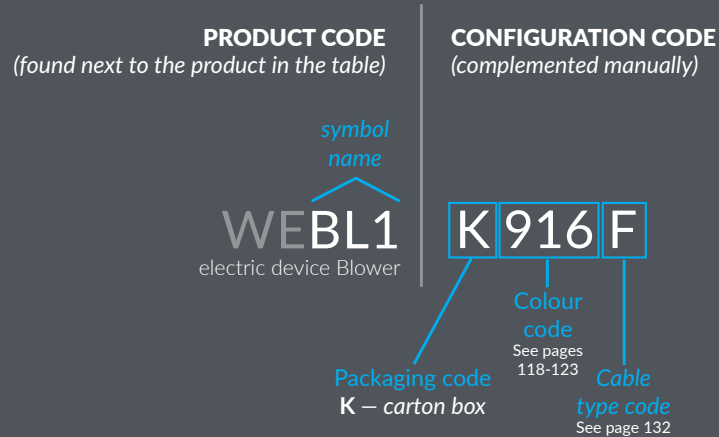 PRODUCT CODE
(found next to the product in the table)
CONFIGURATION CODE
(complemented manually)
symbol
name
WEBL1
electric device Blower
K 916 F
Colour
code
See pages
118-123
Packaging code
K — carton box
Cable
type code
See page 132